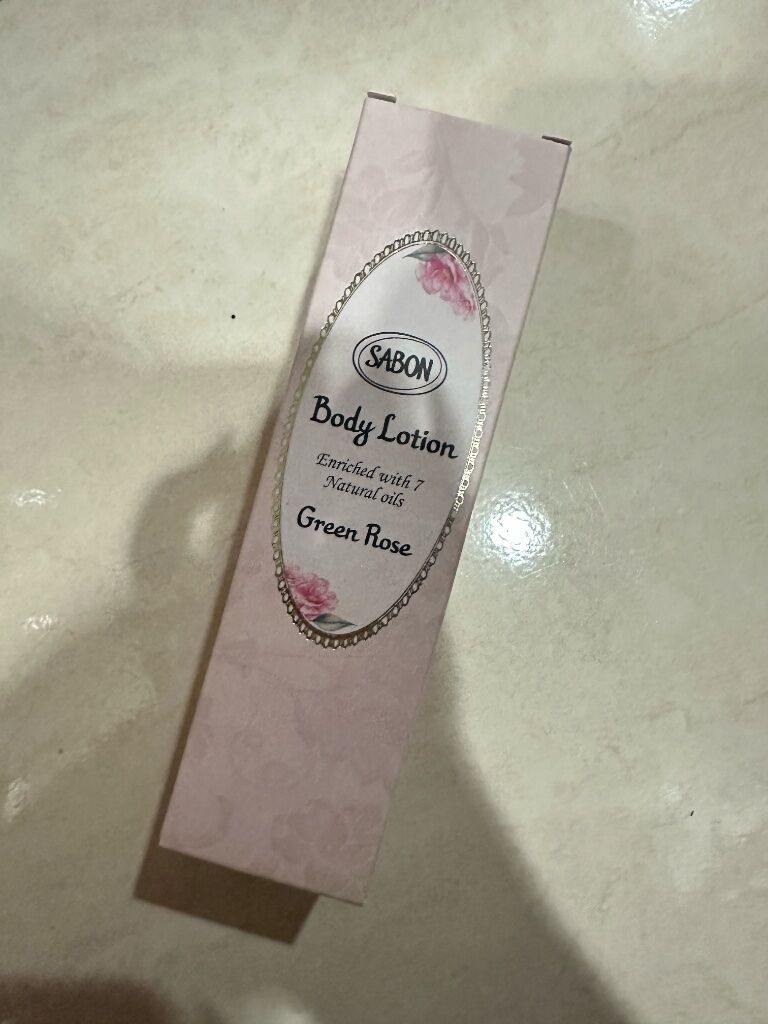 SABON
Body Lotion
Enriched with 7
Natural oils
Green Rose